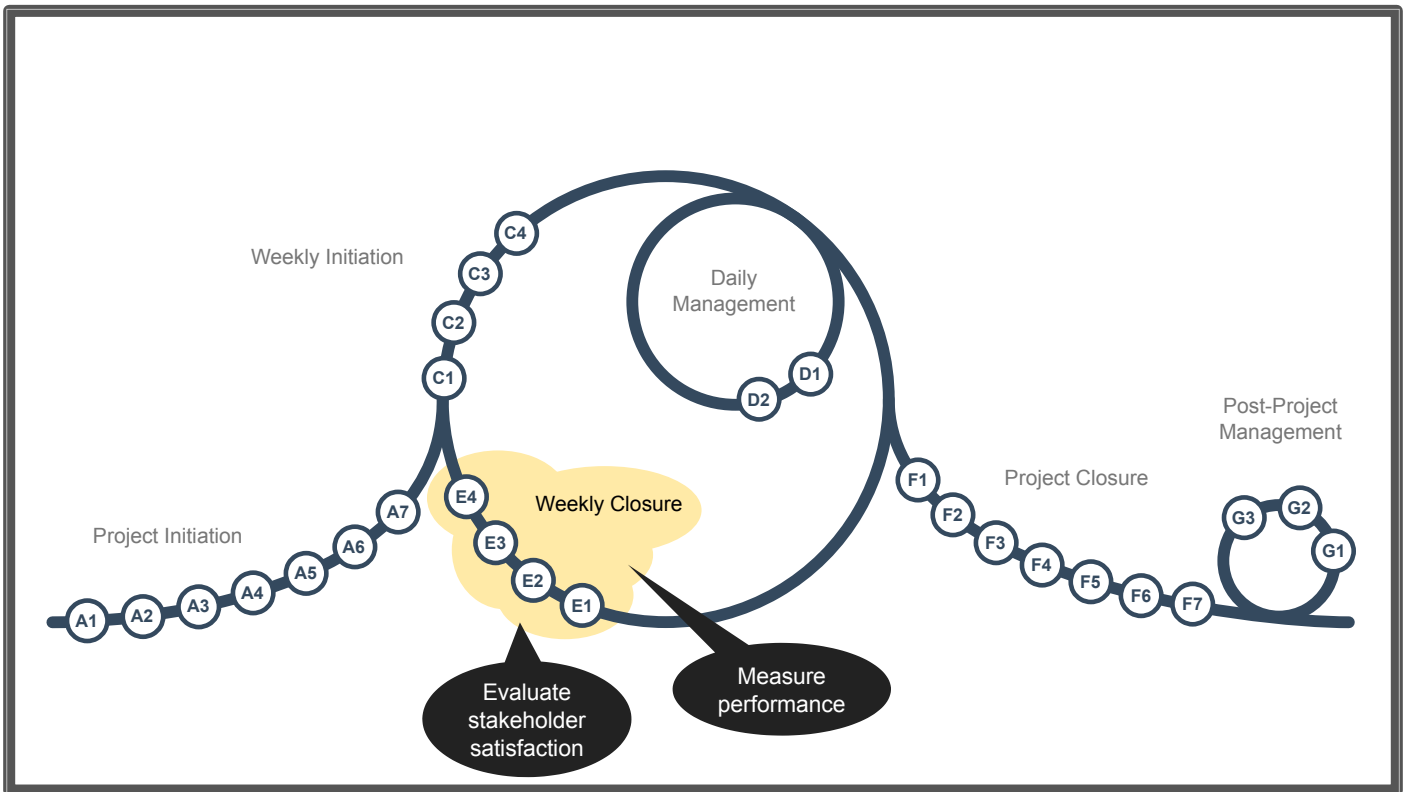 C4
Weekly Initiation
C3
C2
C1
Daily
Management
D1
D2
Post-Project
Management
Project Closure
F1
F2
F3
F4
F5
F6
F7
G3
G2
G1
Weekly Closure
E4
E3
E2
E1
Project Initiation
A7
A6
A5
A4
A3
A2
A1
Evaluate
stakeholder
satisfaction
Measure
performance